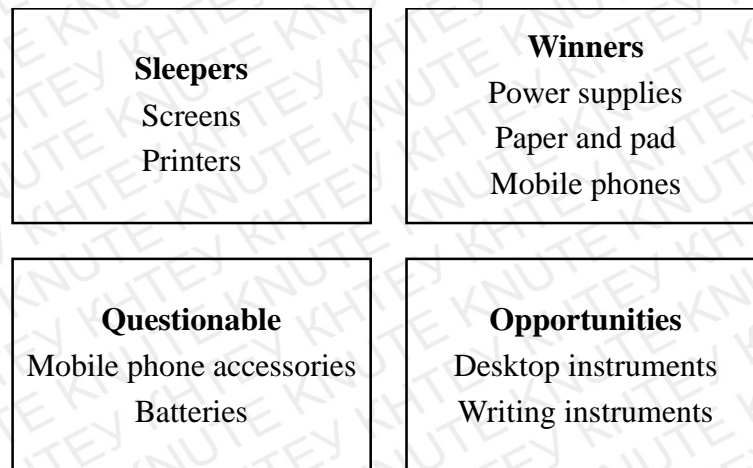 Sleepers
Screens
Printers
Winners
Power supplies
Paper and pad
Mobile phones
Questionable
Mobile phone accessories
Batteries
Opportunities
Desktop instruments
Writing instruments